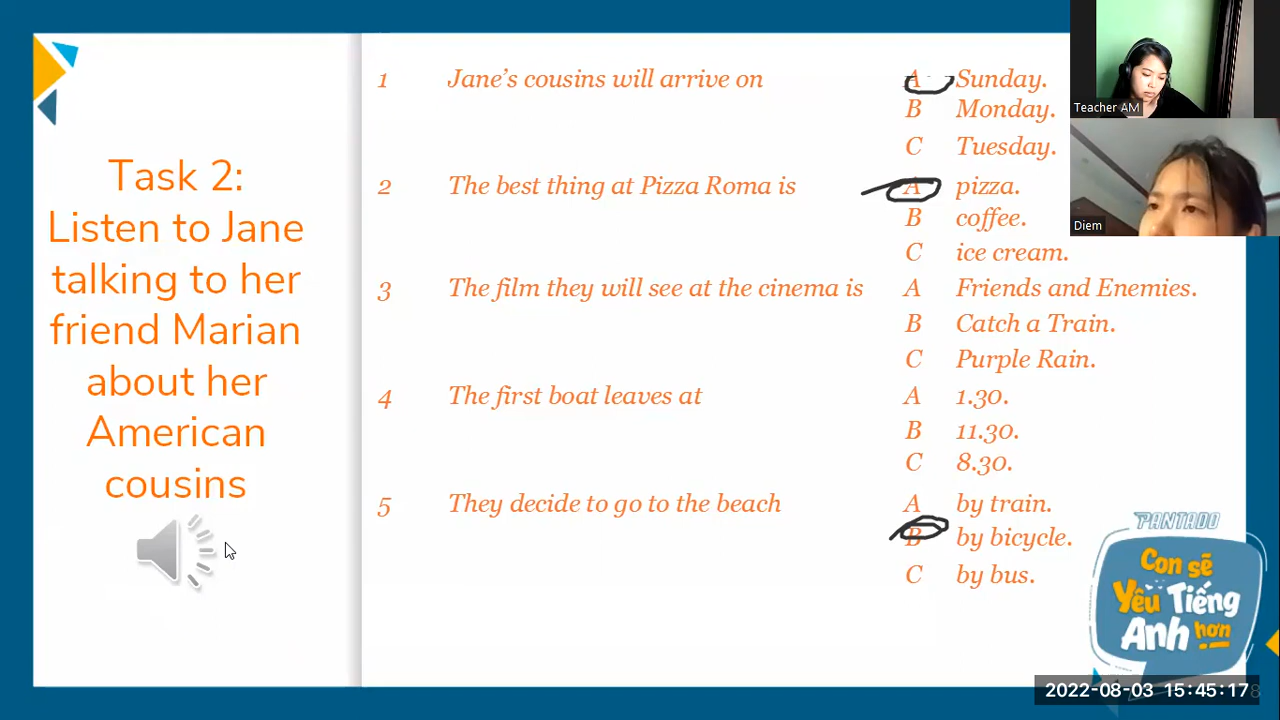 Task 2:
Listen to Jane
talking to her
friend Marian
about her
American
cousins
1 Jane's cousins will arrive on A Sunday.
B Monday.
C Tuesday.
2 The best thing at Pizza Roma is A pizza.
B coffee.
C ice cream.
3 The film they will see at the cinema is A Friends and Enemies.
B Catch a Train.
C Purple Rain.
4 The first boat leaves at A 1.30.
B 11.30.
C 8.30.
5 They decide to go to the beach A by train.
B by bicycle.
C by bus.
Teacher AM
Diem
PANTADO
Con sẽ
Yêu Tiếng
Anh hơn
2022-08-03 15:45:17
8